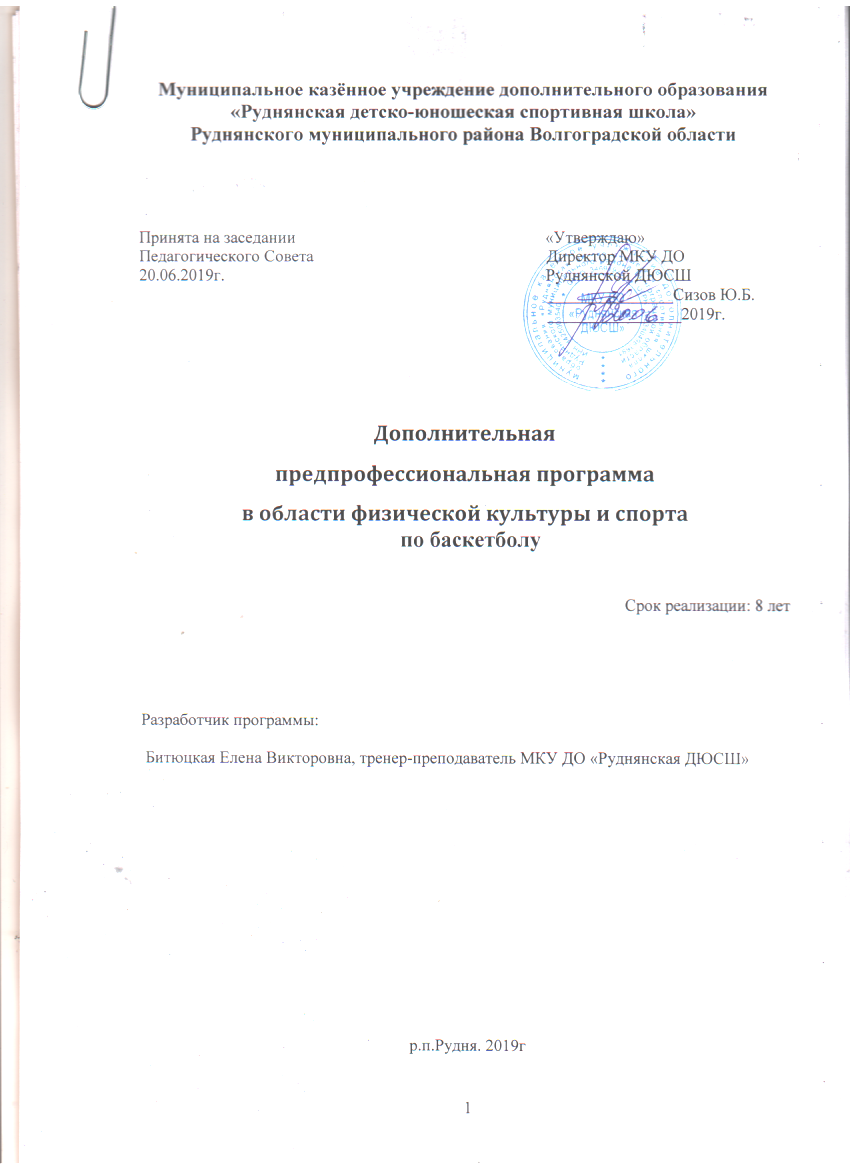 Муниципальное казённое учреждение дополнительного образования
«Руднянская детско-юношеская спортивная школа»
Руднянского муниципального района Волгоградской области
Принята на заседании
Педагогического Совета
20.06.2019г.
«Утверждаю»
Директор МКУ ДО
Руднянской ДЮСШ
Сизов Ю.Б.
2019г.
Дополнительная
предпрофессиональная программа
в области физической культуры и спорта
по баскетболу
Срок реализации: 8 лет
Разработчик программы:
Битюцкая Елена Викторовна, тренер-преподаватель МКУ ДО «Руднянская ДЮСШ»
р.п.Рудня. 2019г
1